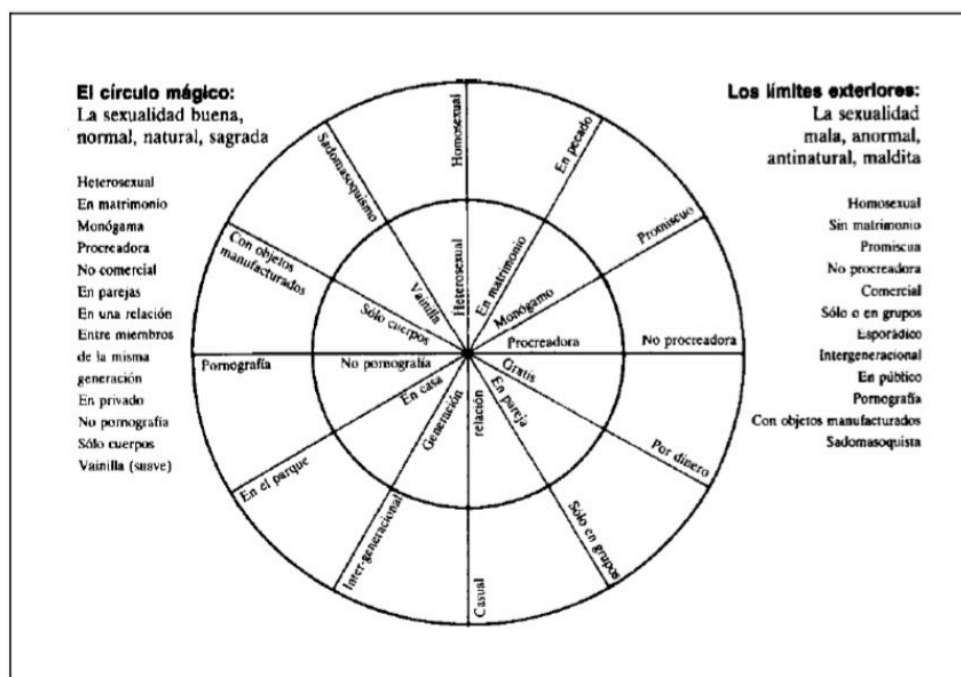 El círculo mágico:
La sexualidad buena,
normal, natural, sagrada
Heterosexual
En matrimonio
Monógama
Procreadora
No comercial
En parejas
En una relación
Entre miembros
de la misma
generación
En privado
No pornografía
Sólo cuerpos
Vainilla (suave)
Homosexual
En pecado
Promiscuo
No procreadora
Por dinero
Sólo en grupos
Casual
Inter-generacional
En el parque
Pornografía
Con objetos
manufacturados
Sadomasoquismo
Heterosexual
En matrimonio
Monógamo
Procreadora
Gratis
En pareja
relación
Generación
En casa
No pornografía
Sólo cuerpos
Vainilla
Los límites exteriores:
La sexualidad
mala, anormal,
antinatural, maldita
Homosexual
Sin matrimonio
Promiscua
No procreadora
Comercial
Sólo o en grupos
Esporádico
Intergeneracional
En público
Pornografía
Con objetos manufacturados
Sadomasoquista